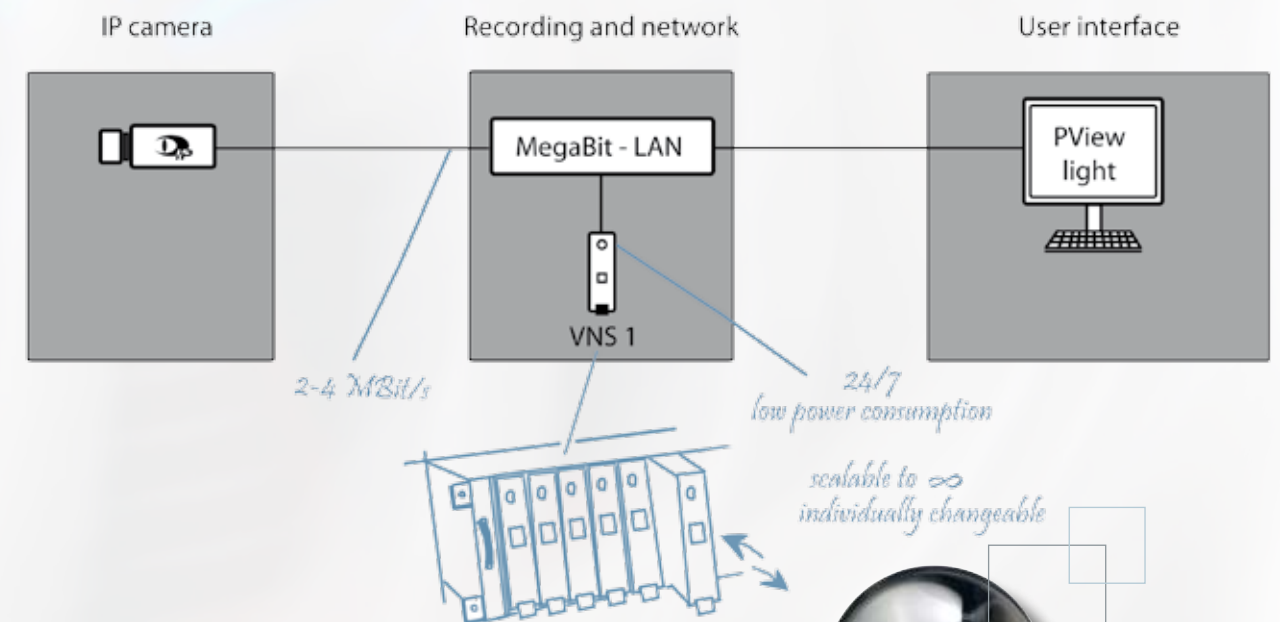 IP camera
Recording and network
User interface
MegaBit - LAN
PView
light
VNS 1
2-4 MBit/s
24/7
low power consumption
scalable to ∞
individually changeable